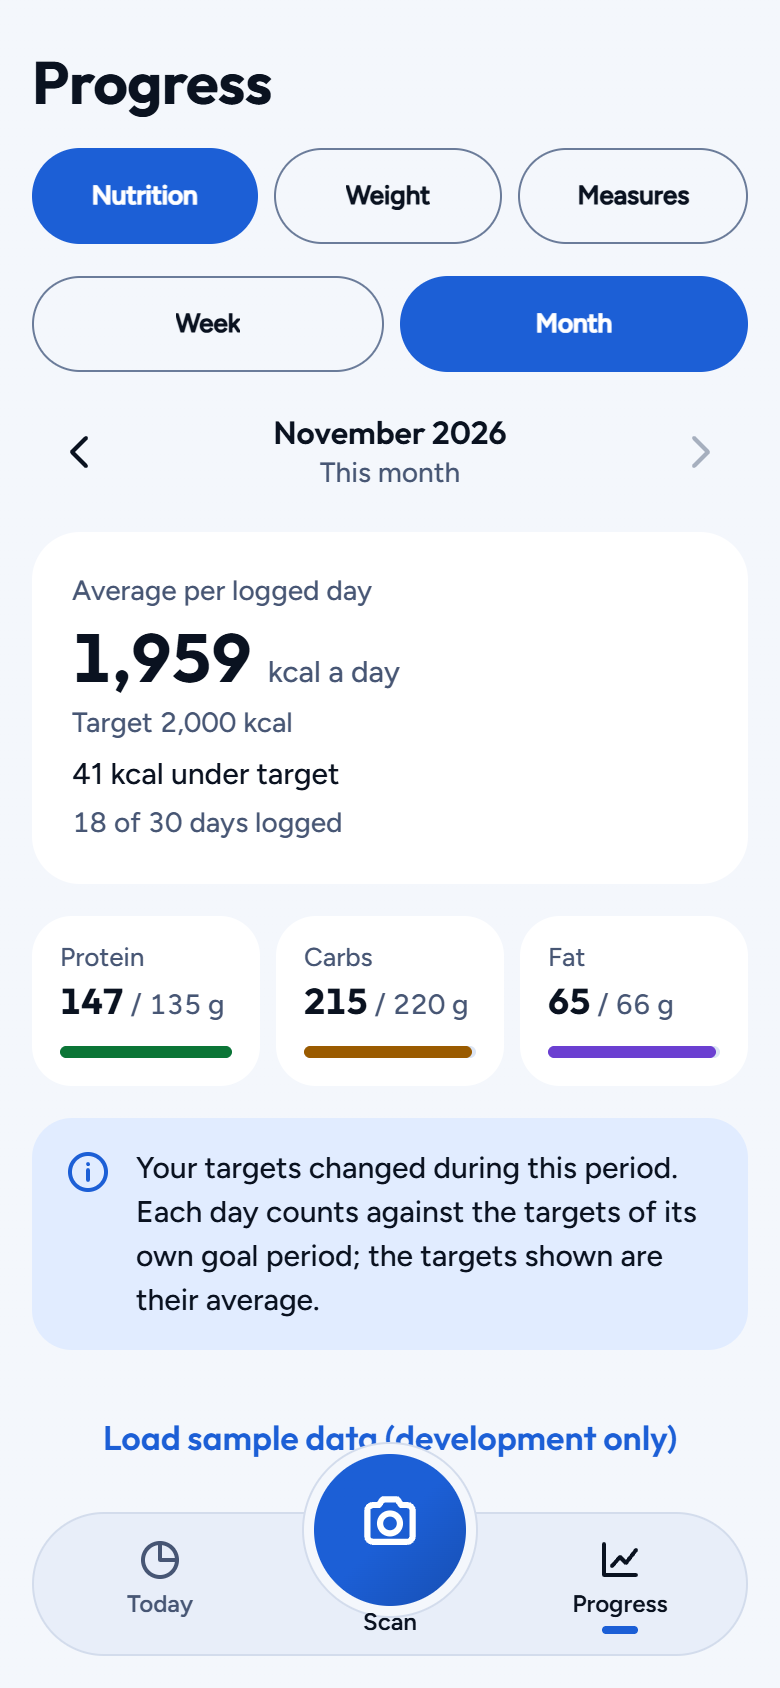 Progress
Nutrition
Weight
Measures
Week
Month
November 2026
This month
Average per logged day
1,959 kcal a day
Target 2,000 kcal
41 kcal under target
18 of 30 days logged
Protein
147 / 135 g
Carbs
215 / 220 g
Fat
65 / 66 g
Your targets changed during this period.
Each day counts against the targets of its
own goal period; the targets shown are
their average.
Load sample data (development only)
Today
Scan
Progress